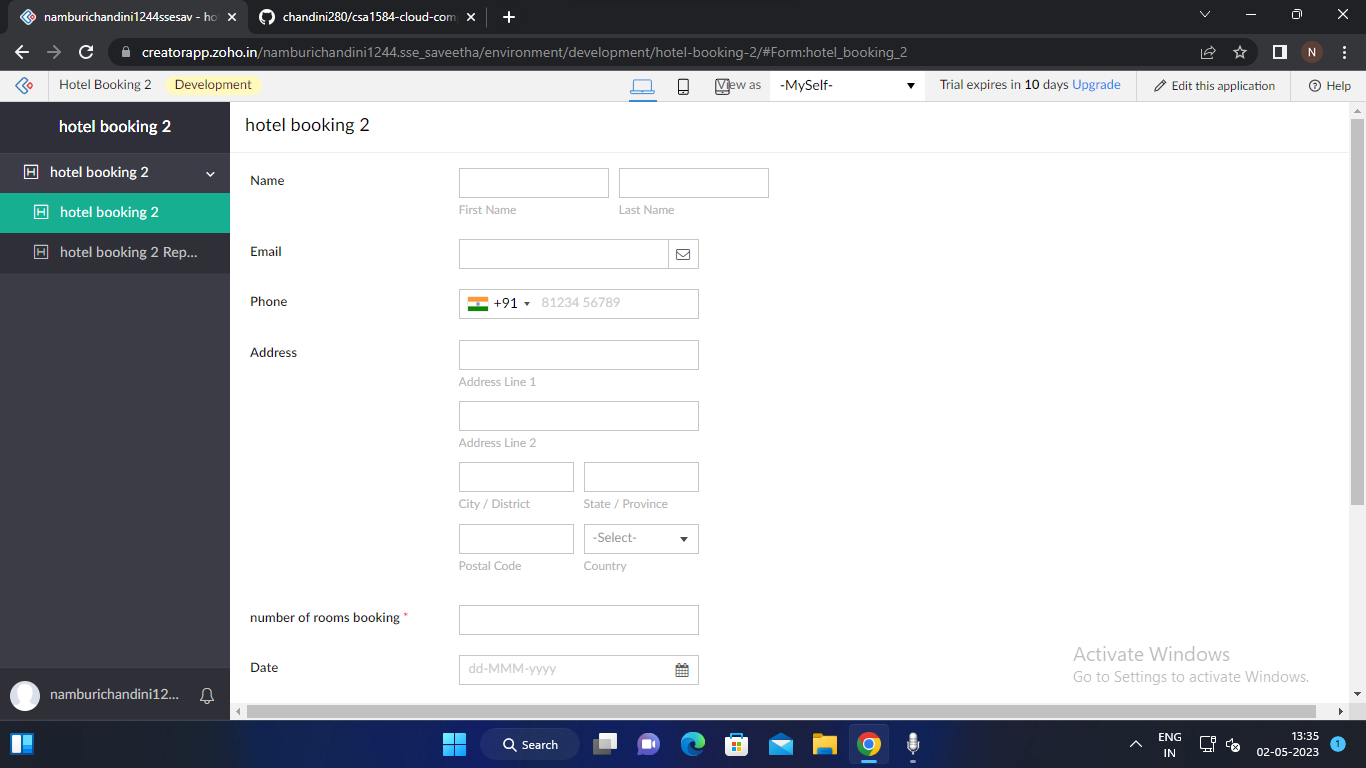 namburichandini1244ssesav - ho
chandini280/csa1584-cloud-com
creatorapp.zoho.in/namburichandini1244.sse_saveetha/environment/development/hotel-booking-2/#Form:hotel_booking_2
N
Hotel Booking 2
Development
View as
-MySelf-
Trial expires in 10 days Upgrade
Edit this application
Help
hotel booking 2
hotel booking 2
hotel booking 2
hotel booking 2 Rep...
namburichandini12...
hotel booking 2
Name
First Name
Last Name
Email
Phone
+91
81234 56789
Address
Address Line 1
Address Line 2
City / District
State / Province
-Select-
Postal Code
Country
number of rooms booking *
Date
dd-MMM-yyyy
Activate Windows
Go to Settings to activate Windows.
Search
ENG
IN
13:35
02-05-2023
1